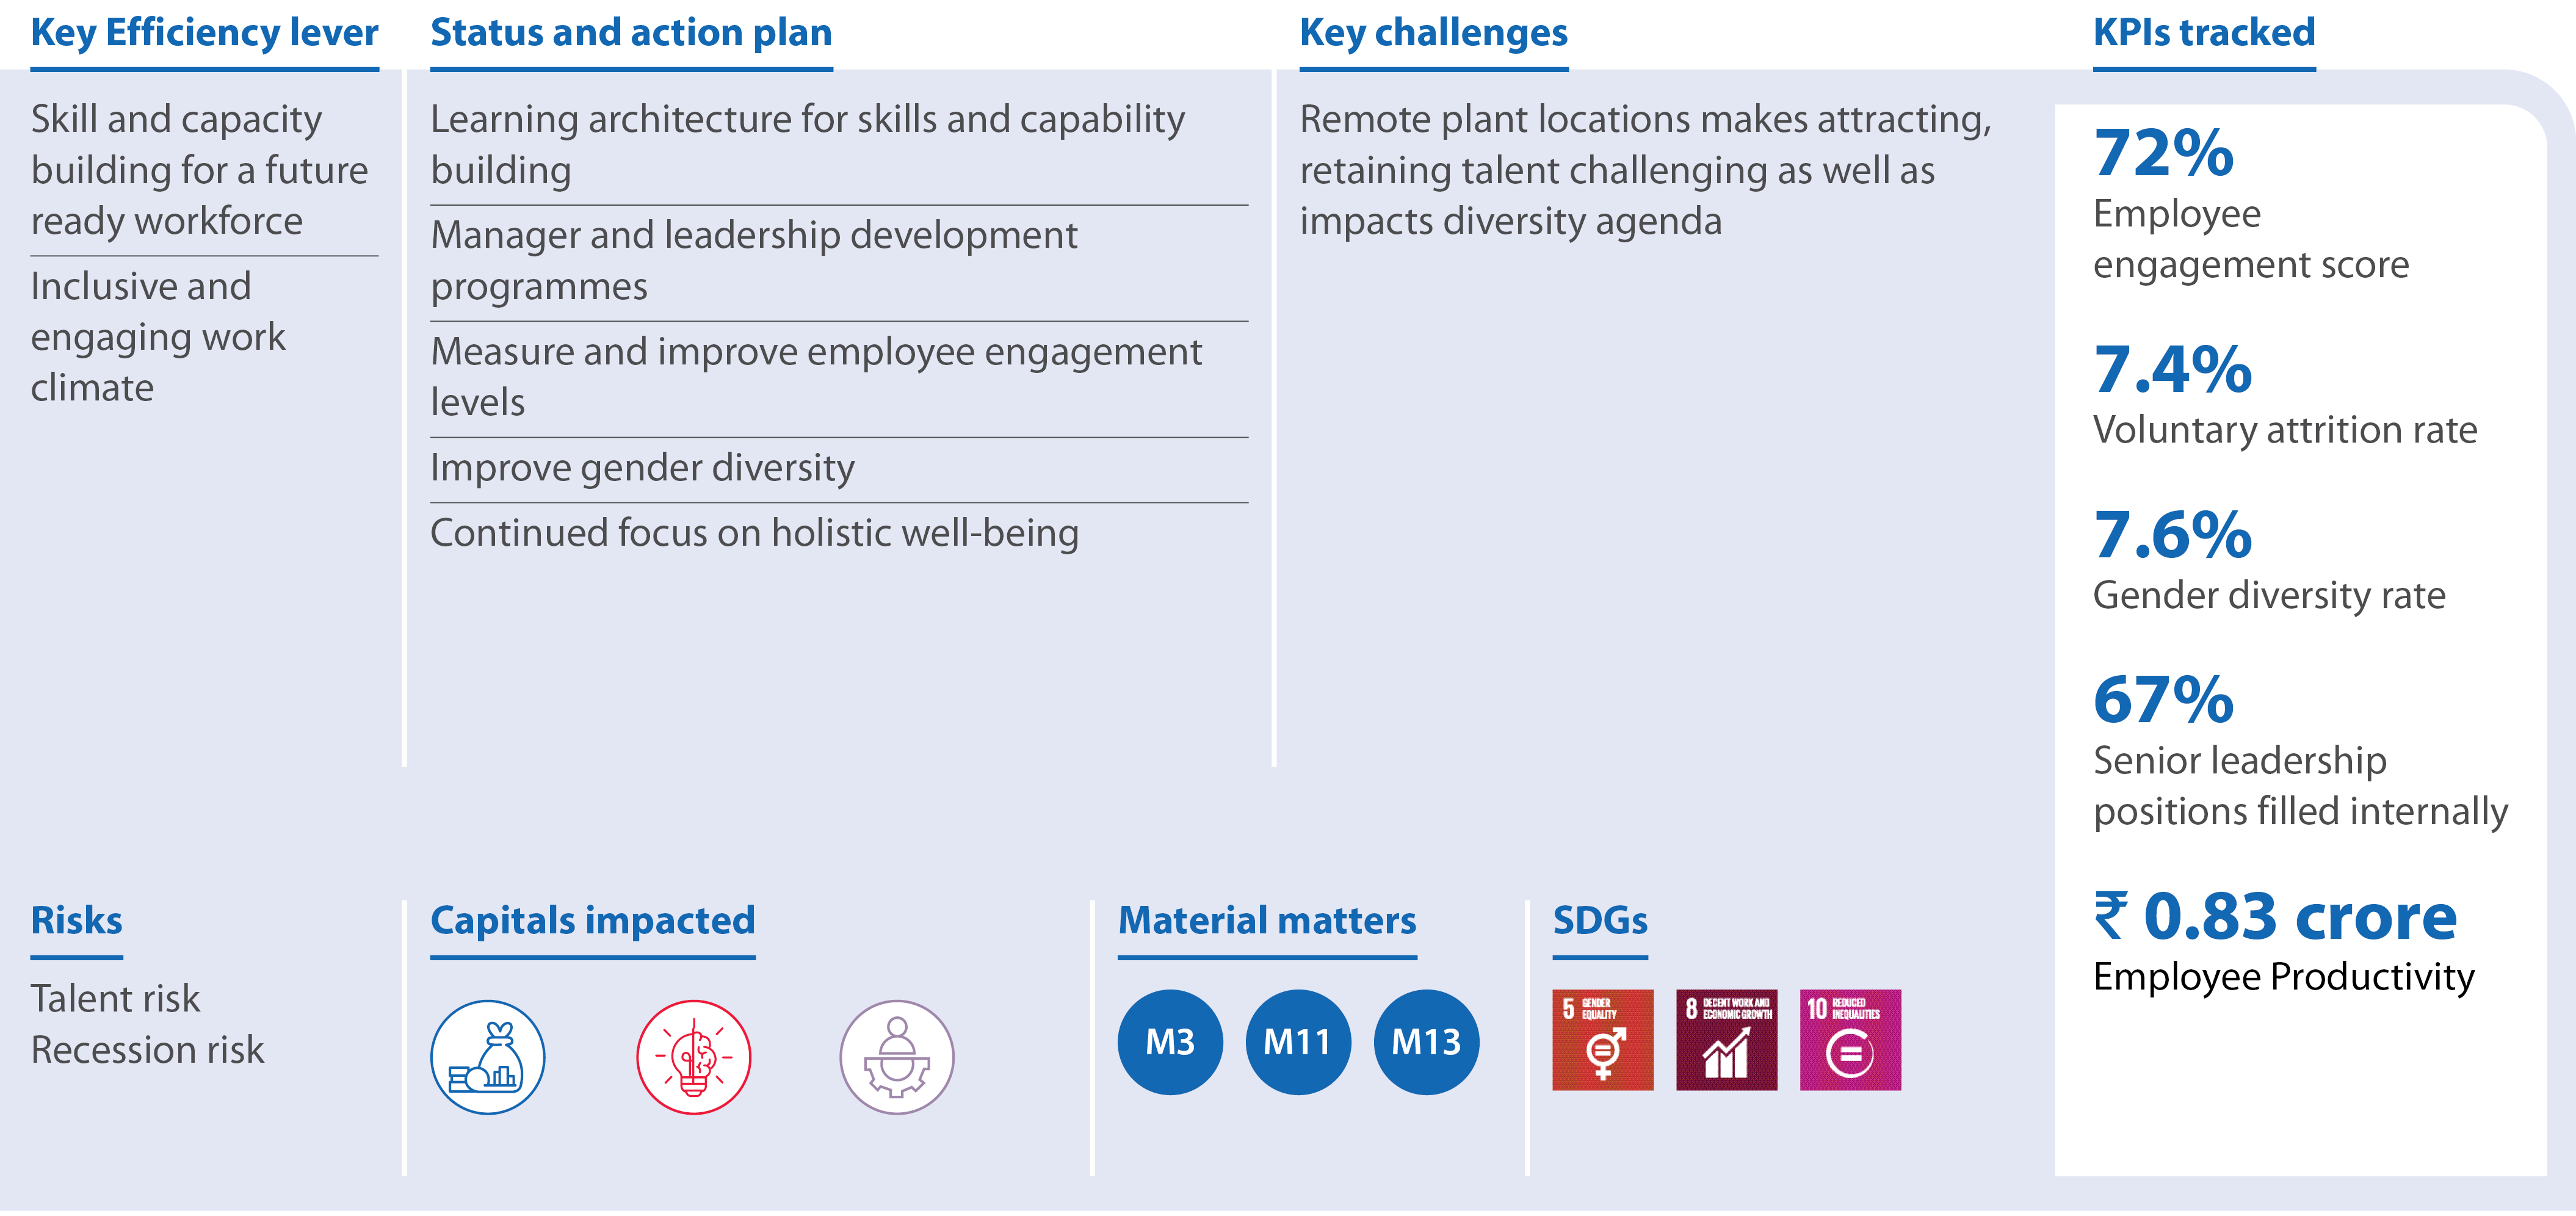 Key Efficiency lever
Skill and capacity
building for a future
ready workforce
Inclusive and
engaging work
climate
Status and action plan
Learning architecture for skills and capability
building
Manager and leadership development
programmes
Measure and improve employee engagement
levels
Improve gender diversity
Continued focus on holistic well-being
Key challenges
Remote plant locations makes attracting,
retaining talent challenging as well as
impacts diversity agenda
KPIs tracked
72%
Employee
engagement score
7.4%
Voluntary attrition rate
7.6%
Gender diversity rate
67%
Senior leadership
positions filled internally
₹ 0.83 crore
Employee Productivity
Risks
Talent risk
Recession risk
Capitals impacted
Material matters
M3 M11 M13
SDGs
5 GENDER
EQUALITY
8 DECENT WORK AND
ECONOMIC GROWTH
10 REDUCED
INEQUALITIES